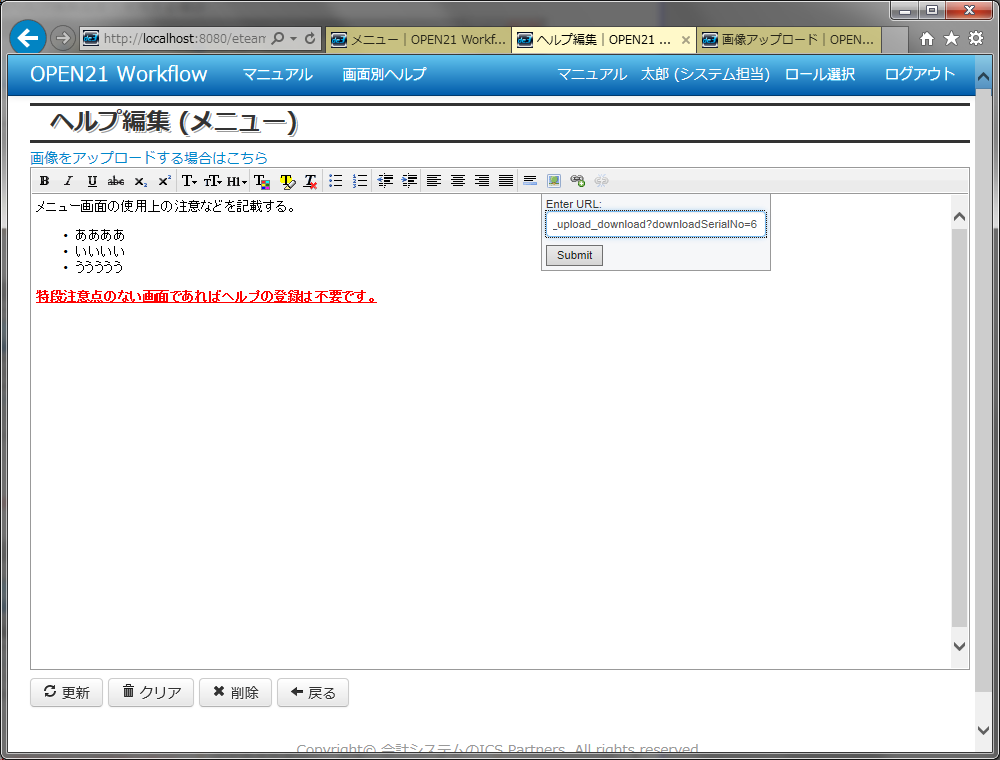 http://localhost:8080/eteam
メニュー | OPEN21 Workf...
ヘルプ編集 | OPEN21 ...
画像アップロード | OPEN...
OPEN21 Workflow マニュアル 画面別ヘルプ マニュアル 太郎 (システム担当) ロール選択 ログアウト
ヘルプ編集 (メニュー)
画像をアップロードする場合はこちら
B I U abc x₂ x² T T H1 T T T
メニュー画面の使用上の注意などを記載する。
Enter URL:
_upload_download?downloadSerialNo=6
Submit
• ああああ
• いいいい
• うううう
特段注意点のない画面であればヘルプの登録は不要です。
更新 クリア 削除 戻る
Copyright© 会計システムのICS Partners. All rights reserved